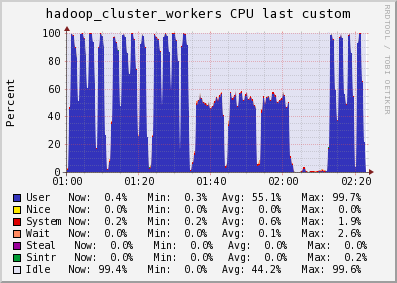 hadoop_cluster_workers CPU last custom
RRDTOOL / TOBI OETIKER
Percent
100
80
60
40
20
0
01:00 01:20 01:40 02:00 02:20
User Now: 0.4% Min: 0.3% Avg: 55.1% Max: 99.7%
Nice Now: 0.0% Min: 0.0% Avg: 0.0% Max: 0.0%
System Now: 0.2% Min: 0.2% Avg: 0.6% Max: 1.9%
Wait Now: 0.0% Min: 0.0% Avg: 0.1% Max: 2.6%
Steal Now: 0.0% Min: 0.0% Avg: 0.0% Max: 0.0%
Sintr Now: 0.0% Min: 0.0% Avg: 0.0% Max: 0.2%
Idle Now: 99.4% Min: 0.0% Avg: 44.2% Max: 99.6%